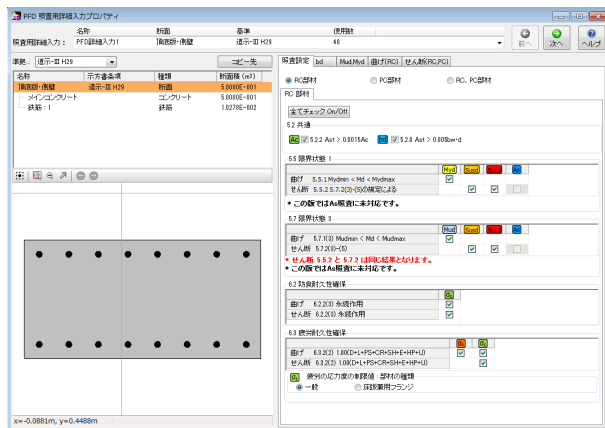 PFD 照査用詳細入力プロパティ
名称 断面 基準 使用数
照査用詳細入力： PFD詳細入力1 頂底版・側壁 道示-Ⅲ H29 48
前へ 次へ ヘルプ
準拠.. 道示-Ⅲ H29 コピー先
名称 示方書条項 種類 断面積 (m²)
頂底版・側壁 道示-Ⅲ H29 断面 5.0000E-001
メインコンクリート コンクリート 5.0000E-001
鉄筋：1 鉄筋 1.0278E-002
x=-0.0881m, y=0.4488m
照査設定 bd Mud,Myd 曲げ(RC) せん断(RC,PC)
RC部材 PC部材 RC、PC部材
RC 部材
全てチェック On/Off
5.2 共通
Ac 5.2.2 Ast > 0.0015Ac 5.2.8 Ast > 0.005bw・d
5.5 限界状態 1
Myd Susd Sucd As
曲げ 5.5.1 Mydmin < Md < Mydmax
せん断 5.5.2 5.7.2(3)-(5)の規定による
* この版ではAs照査に未対応です。
5.7 限界状態 3
Mud Susd Sucd As
曲げ 5.7.1(3) Mudmin < Md < Mudmax
せん断 5.7.2(3)-(5)
* せん断 5.5.2 と 5.7.2 は同じ結果となります。
* この版ではAs照査に未対応です。
6.2 防食耐久性確保
曲げ 6.2.2(3) 永続作用
せん断 6.2.2(3) 永続作用
6.3 疲労耐久性確保
曲げ 6.3.2(2) 1.00(D+L+PS+CR+SH+E+HP+U)
せん断 6.3.2(2) 1.00(D+L+PS+CR+SH+E+HP+U)
疲労の応力度の制限値：部材の種類
一般 床版兼用フランジ